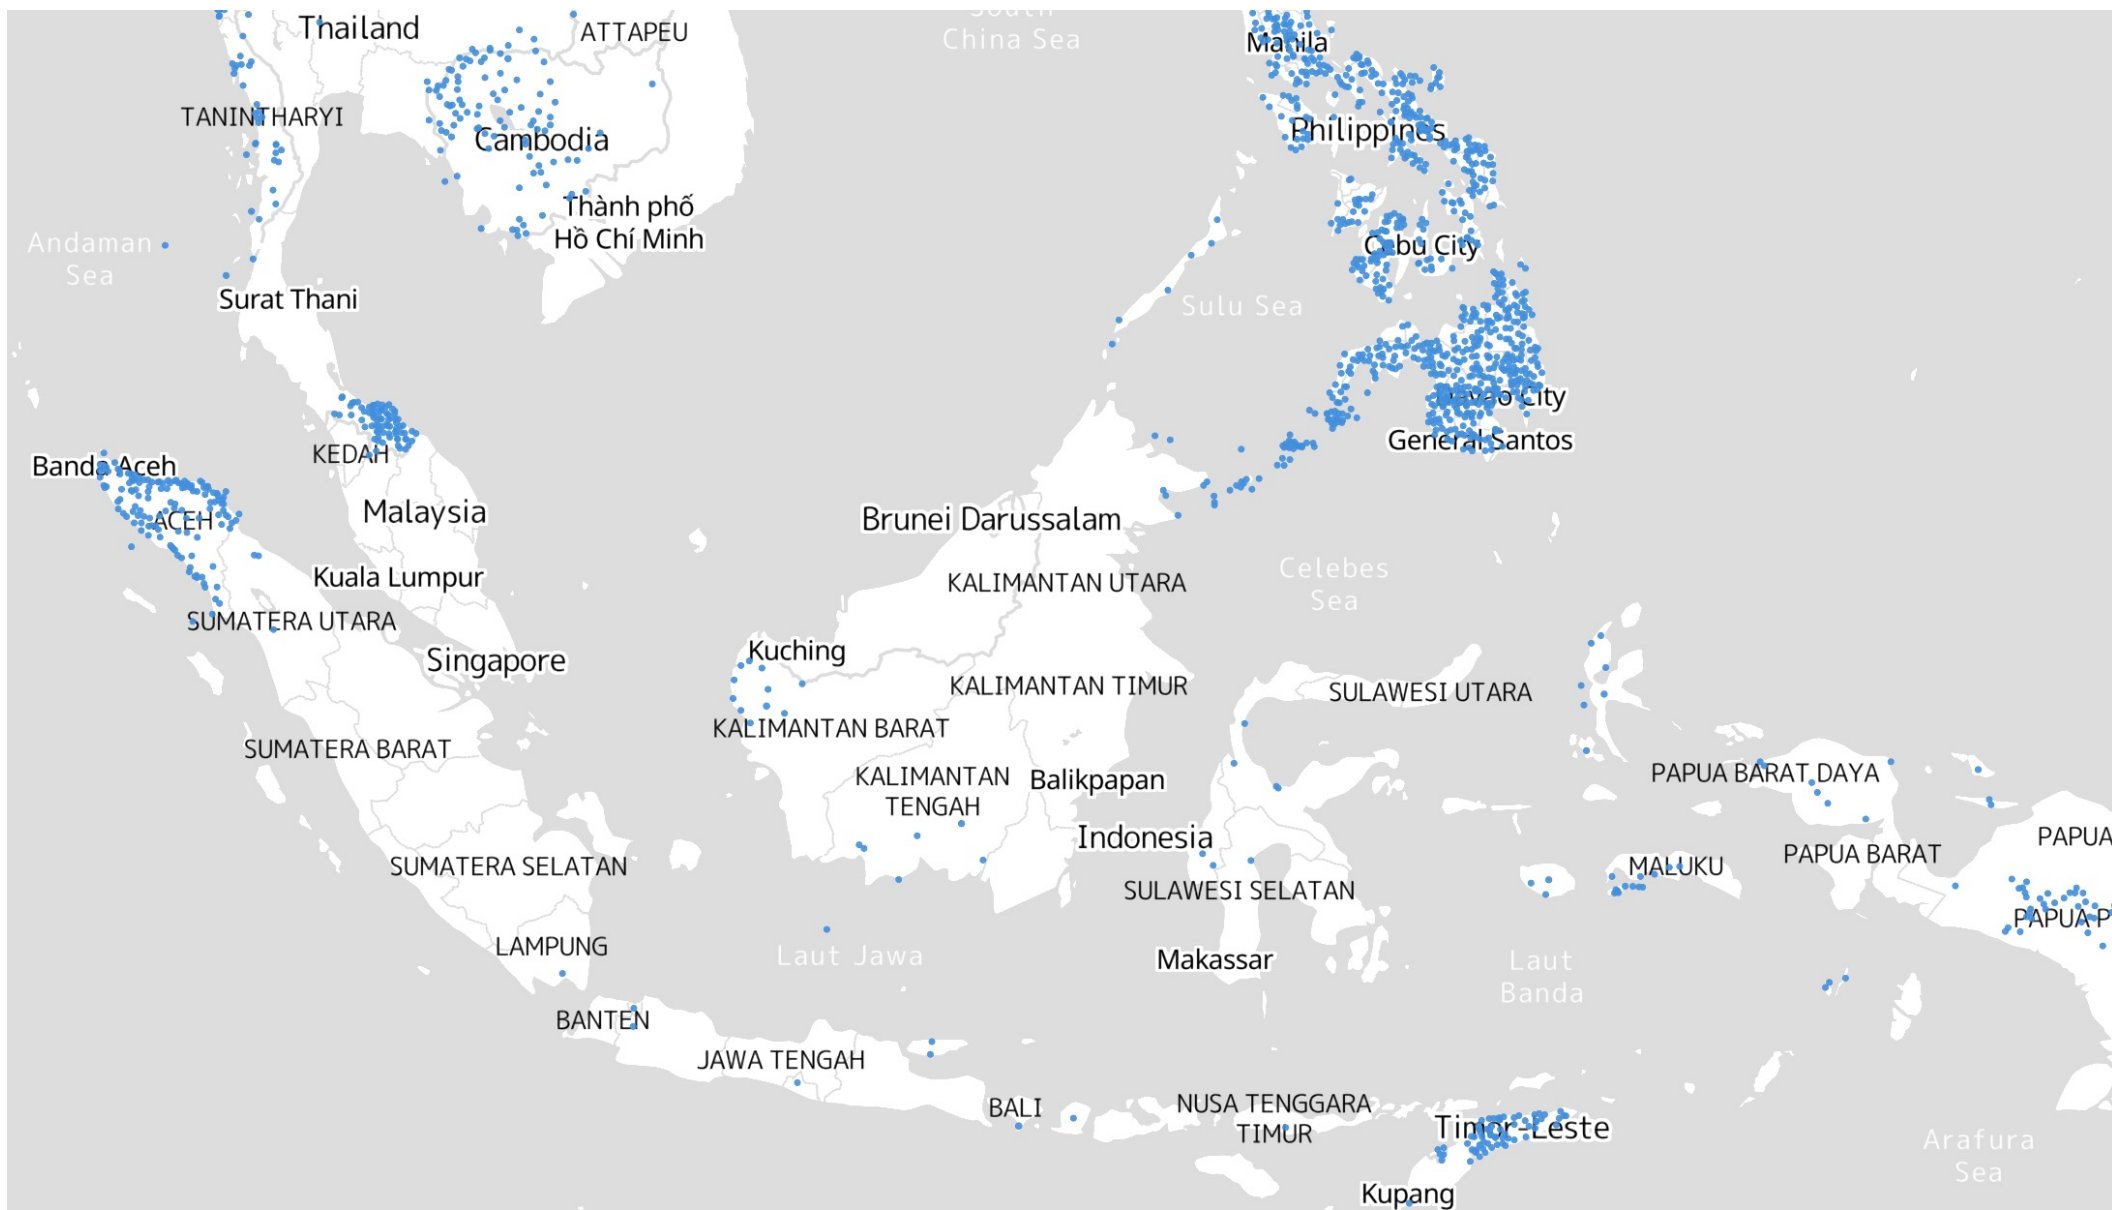 South
China Sea
Thailand
ATTAPEU
Manila
TANINTHARYI
Cambodia
Philippines
Thành phố
Hồ Chí Minh
Andaman
Sea
Cebu City
Surat Thani
Sulu Sea
Davao City
General Santos
KEDAH
Banda Aceh
ACEH
Malaysia
Brunei Darussalam
Kuala Lumpur
KALIMANTAN UTARA
Celebes
Sea
SUMATERA UTARA
Kuching
Singapore
KALIMANTAN TIMUR
SULAWESI UTARA
KALIMANTAN BARAT
SUMATERA BARAT
KALIMANTAN
TENGAH
Balikpapan
PAPUA BARAT DAYA
Indonesia
PAPUA
PAPUA BARAT
SUMATERA SELATAN
MALUKU
SULAWESI SELATAN
PAPUA P
LAMPUNG
Laut Jawa
Makassar
Laut
Banda
BANTEN
JAWA TENGAH
BALI
NUSA TENGGARA
TIMUR
Timor-Leste
Arafura
Sea
Kupang